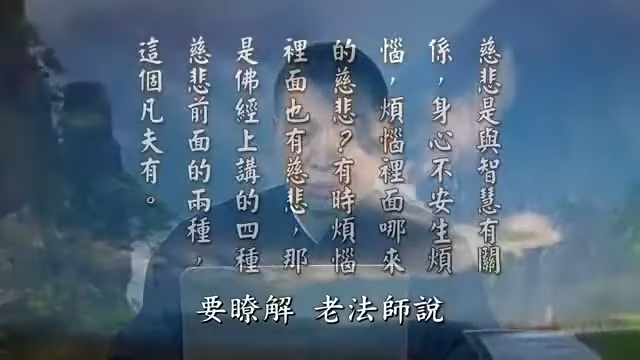 慈悲是與智慧有關
係，身心不安生煩
惱，煩惱裡面哪來
的慈悲？有時煩惱
裡面也有慈悲，那
是佛經上講的四種
慈悲前面的兩種，
這個凡夫有。
要瞭解 老法師說